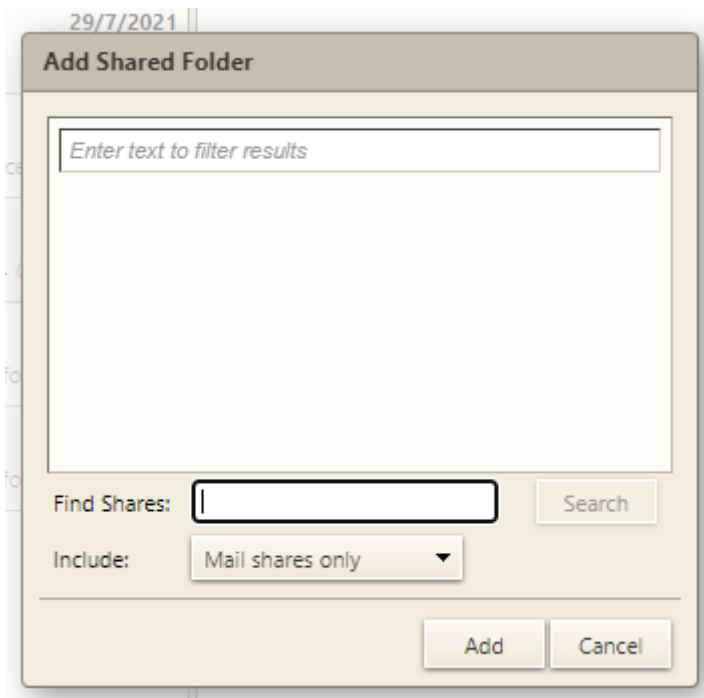 29/7/2021
Add Shared Folder
Enter text to filter results
Find Shares:
Search
Include:
Mail shares only
Add
Cancel